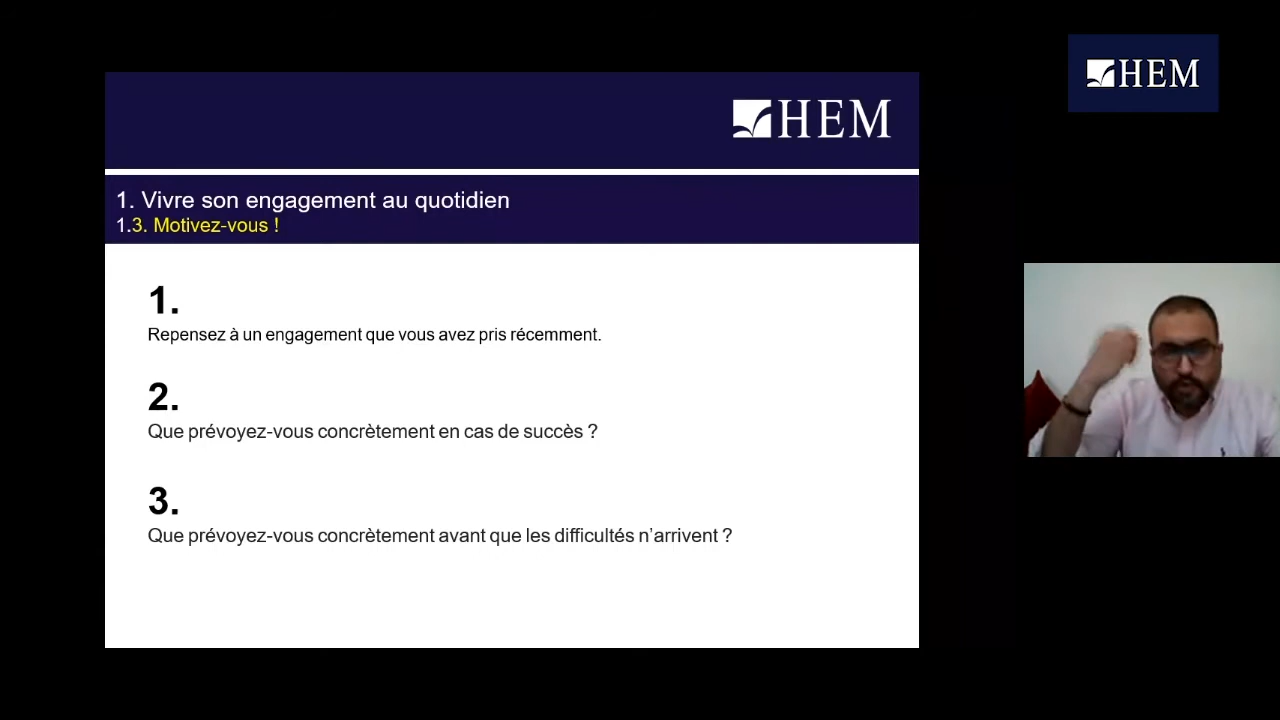 HEM
HEM
1. Vivre son engagement au quotidien
1.3. Motivez-vous !
1.
Repensez à un engagement que vous avez pris récemment.
2.
Que prévoyez-vous concrètement en cas de succès ?
3.
Que prévoyez-vous concrètement avant que les difficultés n’arrivent ?